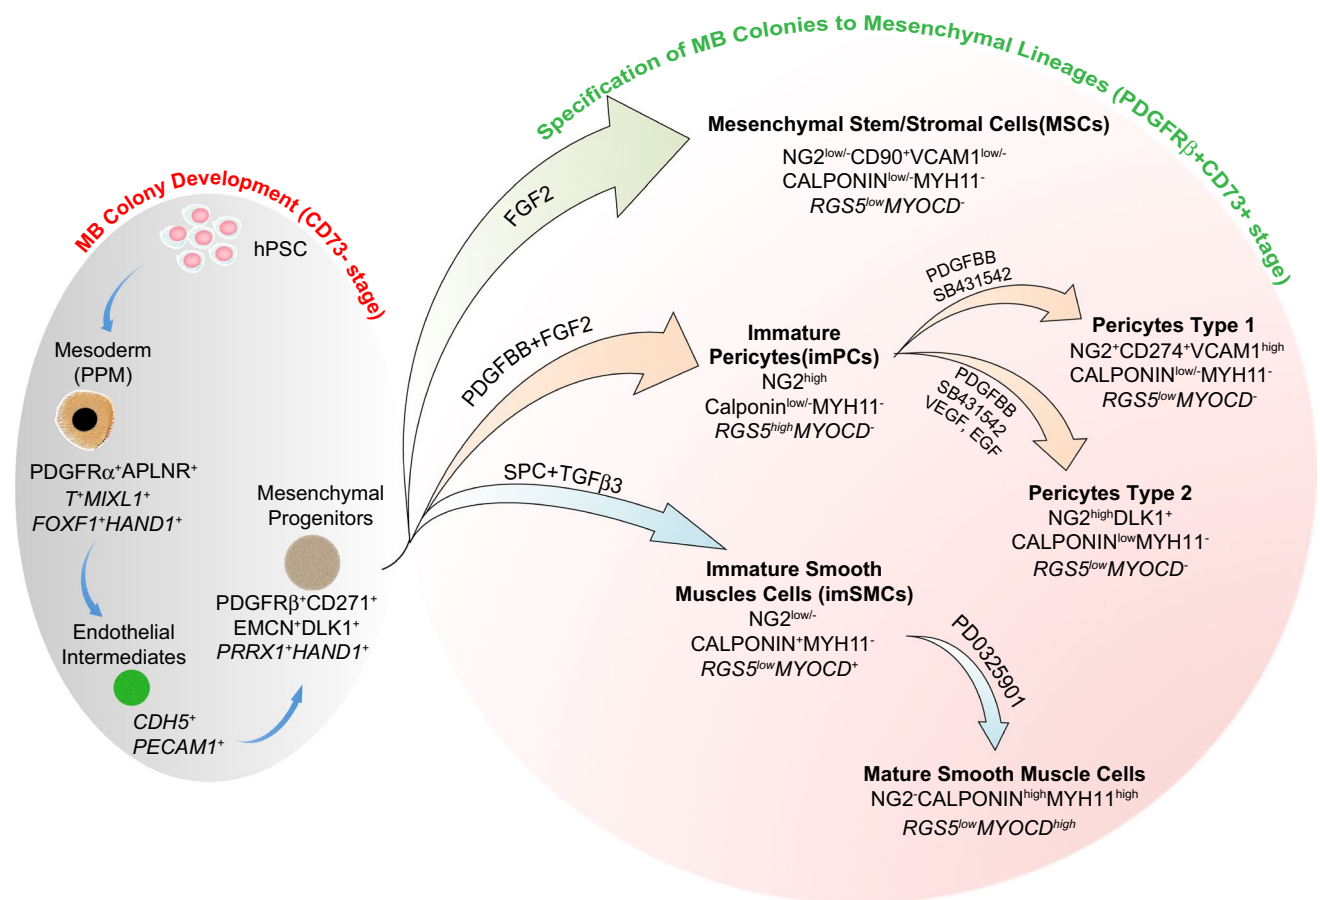 MB Colony Development (CD73- stage)
hPSC
Mesoderm
(PPM)
PDGFRα⁺APLNR⁺
T⁺MIXL1⁺
FOXF1⁺HAND1⁺
Endothelial
Intermediates
CDH5⁺
PECAM1⁺
Mesenchymal
Progenitors
PDGFRβ⁺CD271⁺
EMCN⁺DLK1⁺
PRRX1⁺HAND1⁺
Specification of MB Colonies to Mesenchymal Lineages (PDGFRβ+CD73+ stage)
FGF2
Mesenchymal Stem/Stromal Cells(MSCs)
NG2low/-CD90⁺VCAM1low/-
CALPONINlow/-MYH11⁻
RGS5lowMYOCD⁻
PDGFBB+FGF2
Immature
Pericytes(imPCs)
NG2high
Calponinlow/-MYH11⁻
RGS5highMYOCD⁻
PDGFBB
SB431542
Pericytes Type 1
NG2⁺CD274⁺VCAM1high
CALPONINlow/-MYH11⁻
RGS5lowMYOCD⁻
PDGFBB
SB431542
VEGF, EGF
Pericytes Type 2
NG2highDLK1⁺
CALPONINlowMYH11⁻
RGS5lowMYOCD⁻
SPC+TGFβ3
Immature Smooth
Muscles Cells (imSMCs)
NG2low/-
CALPONIN⁺MYH11⁻
RGS5lowMYOCD⁺
PD0325901
Mature Smooth Muscle Cells
NG2⁻CALPONINhighMYH11high
RGS5lowMYOCDhigh